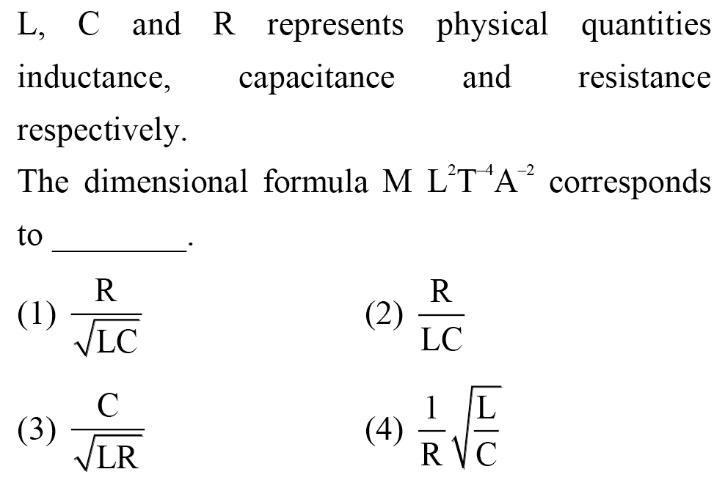 L, C and R represents physical quantities
inductance, capacitance and resistance
respectively.
The dimensional formula M L²T⁻⁴A⁻² corresponds
to ________.
(1) R/√LC (2) R/LC
(3) C/√LR (4) 1/R √L/C